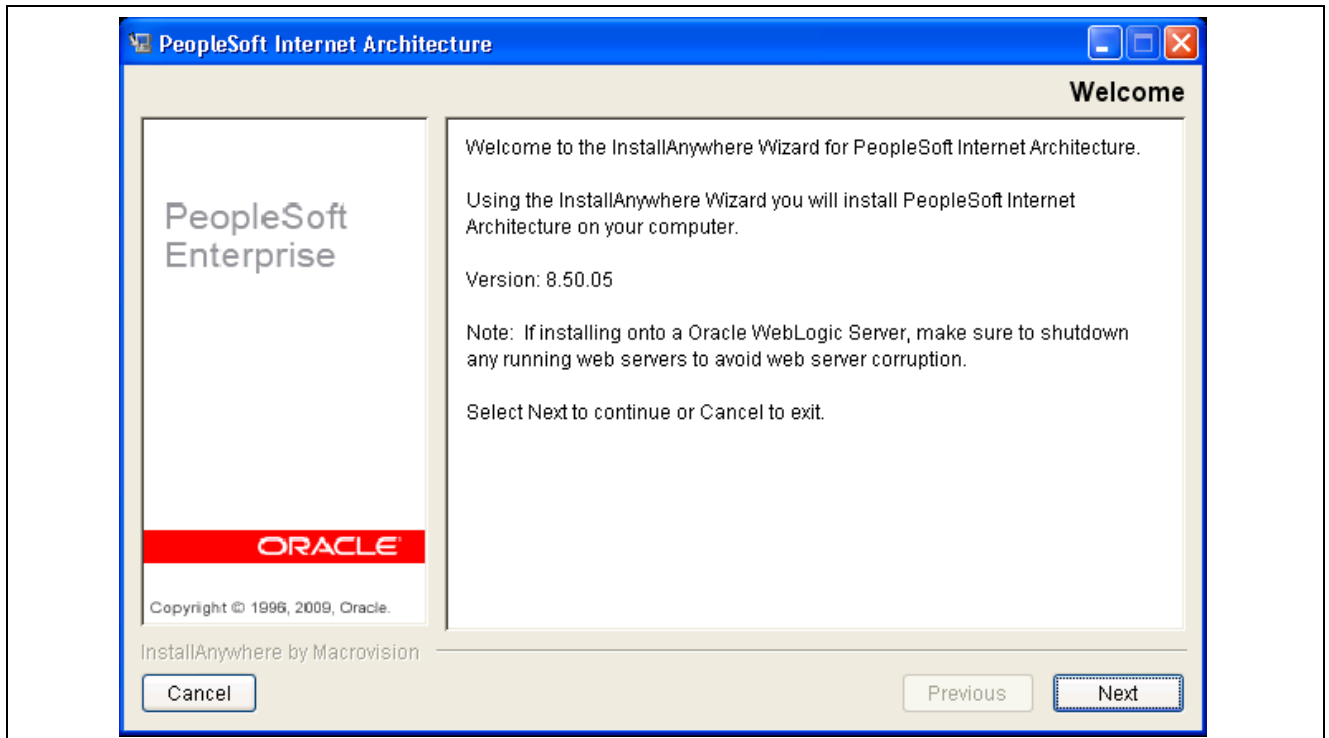 PeopleSoft Internet Architecture
Welcome
PeopleSoft
Enterprise
ORACLE
Copyright © 1996, 2009, Oracle.
Welcome to the InstallAnywhere Wizard for PeopleSoft Internet Architecture.
Using the InstallAnywhere Wizard you will install PeopleSoft Internet
Architecture on your computer.
Version: 8.50.05
Note:  If installing onto a Oracle WebLogic Server, make sure to shutdown
any running web servers to avoid web server corruption.
Select Next to continue or Cancel to exit.
InstallAnywhere by Macrovision
Cancel
Previous
Next